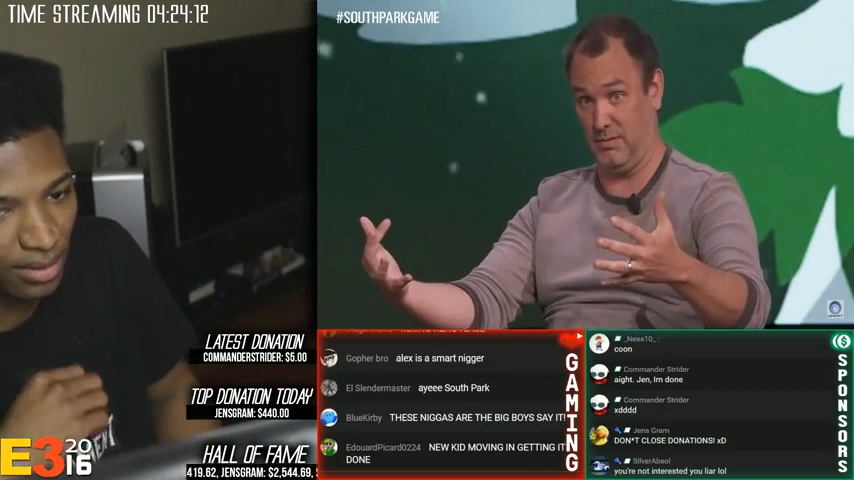 TIME STREAMING 04:24:12
#SOUTHPARKGAME
LATEST DONATION
COMMANDERSTRIDER: $5.00
TOP DONATION TODAY
JENSGRAM: $440.00
HALL OF FAME
419.62, JENSGRAM: $2,544.69,
E3 2016
Gopher bro alex is a smart nigger
El Slendermaster ayeee South Park
BlueKirby THESE NIGGAS ARE THE BIG BOYS SAY IT!
EdouardPicard0224 NEW KID MOVING IN GETTING IT
DONE
GAMING
_Ness10_ :
coon
Commander Strider
aight. Jen, Im done
Commander Strider
xdddd
Jens Gram
DON*T CLOSE DONATIONS! xD
SilverAbsol
you're not interested you liar lol
SPONSORS